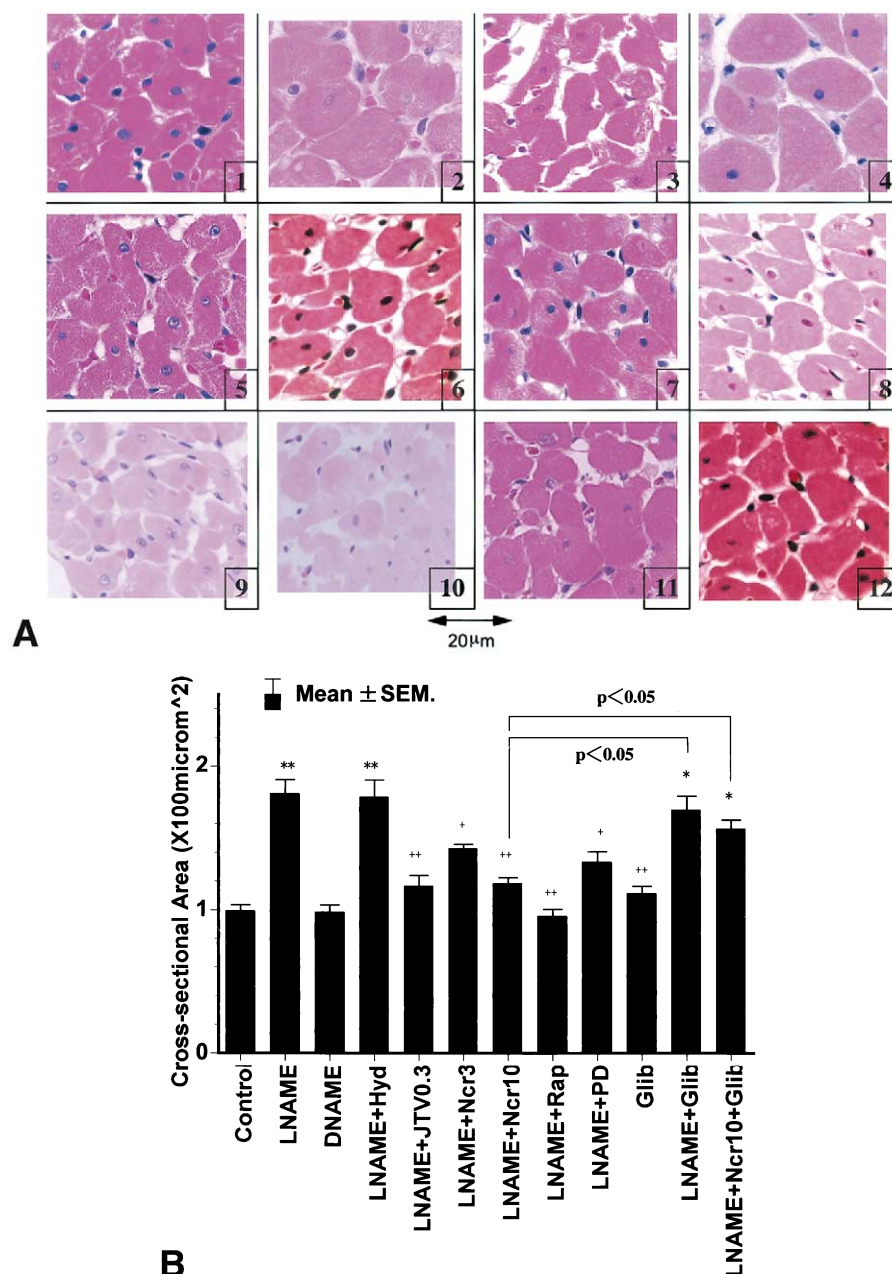 1
2
3
4
5
6
7
8
9
10
11
12
A
20μm
Mean ± SEM.
p<0.05
p<0.05
Cross-sectional Area (X100microm^2)
2
1
0
**
**
++
+
++
++
+
++
*
*
Control
LNAME
DNAME
LNAME+Hyd
LNAME+JTV0.3
LNAME+Ncr3
LNAME+Ncr10
LNAME+Rap
LNAME+PD
Glib
LNAME+Glib
LNAME+Ncr10+Glib
B